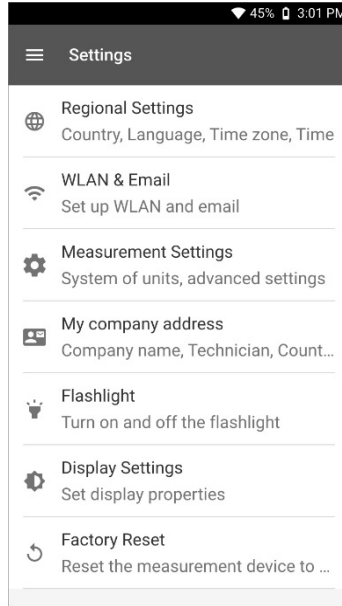 45% 3:01 PM
Settings
Regional Settings
Country, Language, Time zone, Time
WLAN & Email
Set up WLAN and email
Measurement Settings
System of units, advanced settings
My company address
Company name, Technician, Count...
Flashlight
Turn on and off the flashlight
Display Settings
Set display properties
Factory Reset
Reset the measurement device to ...